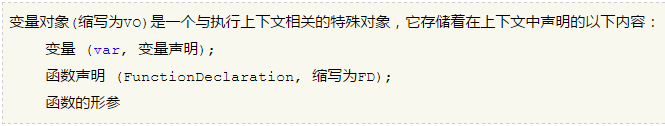 变量对象(缩写为VO)是一个与执行上下文相关的特殊对象，它存储着在上下文中声明的以下内容：
变量 (var, 变量声明);
函数声明 (FunctionDeclaration, 缩写为FD);
函数的形参